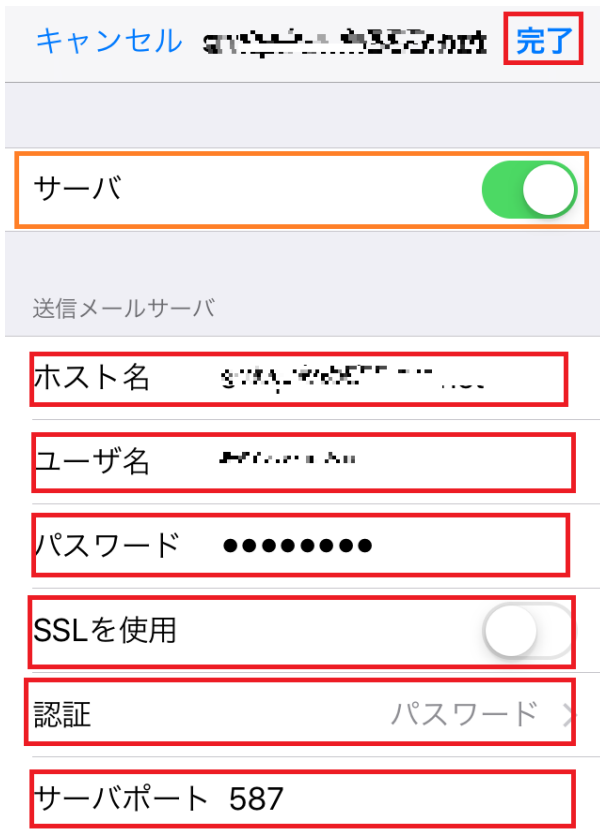 キャンセル 完了
サーバ
送信メールサーバ
ホスト名
ユーザ名
パスワード ●●●●●●●●
SSLを使用
認証 パスワード
サーバポート 587